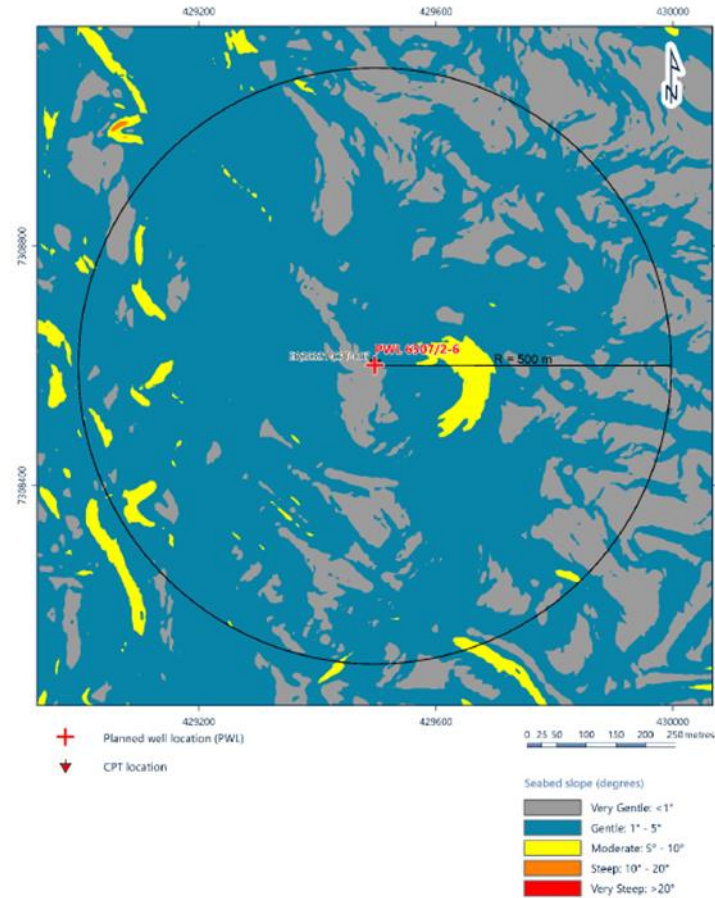 429200 429600 430000
7308800
PWL 6507/2-6
R = 500 m
7308400
429200 429600 430000
Planned well location (PWL)
CPT location
0 25 50 100 150 200 250 metres
Seabed slope (degrees)
Very Gentle: <1°
Gentle: 1° - 5°
Moderate: 5° - 10°
Steep: 10° - 20°
Very Steep: >20°
N